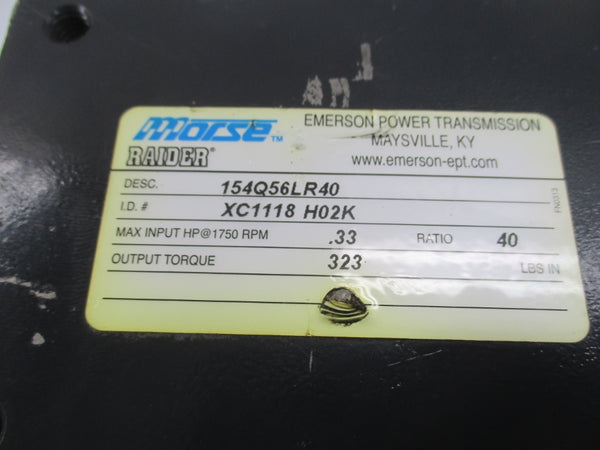 Morse™ EMERSON POWER TRANSMISSION
RAIDER® MAYSVILLE, KY
www.emerson-ept.com
DESC. 154Q56LR40
I.D. # XC1118 H02K
MAX INPUT HP@1750 RPM .33 RATIO 40
OUTPUT TORQUE 323 LBS IN
FN0313